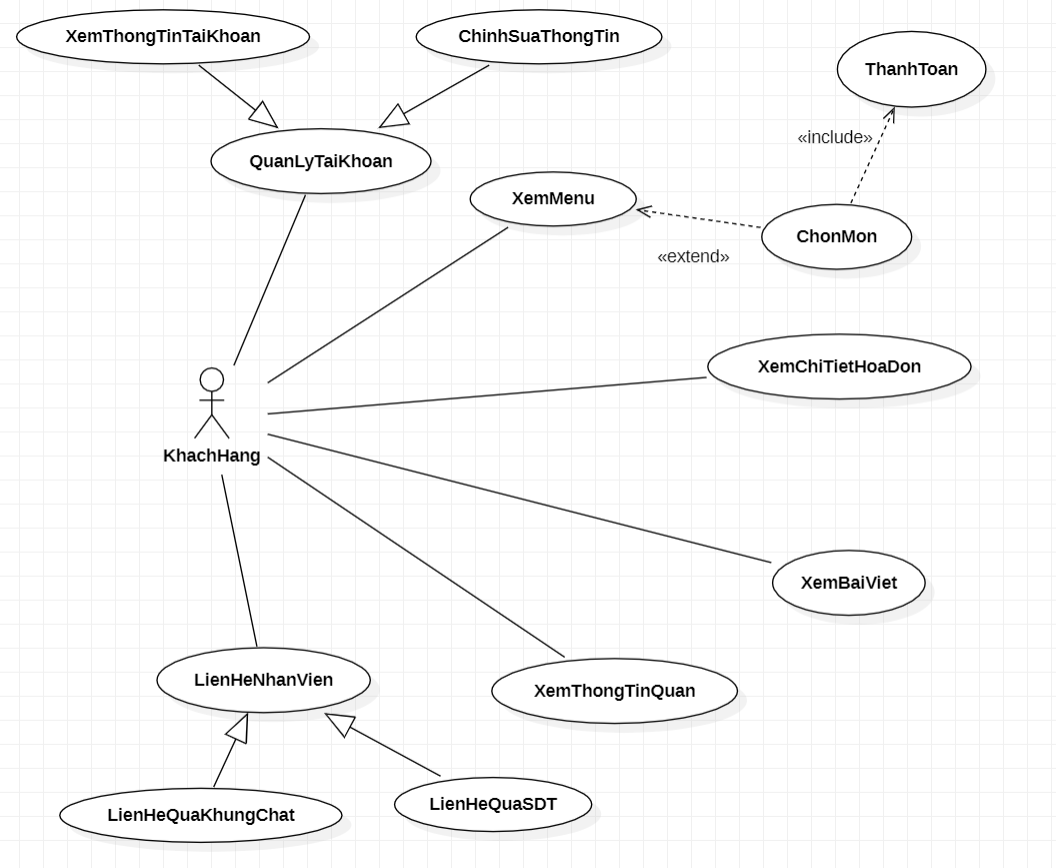 XemThongTinTaiKhoan
ChinhSuaThongTin
ThanhToan
«include»
QuanLyTaiKhoan
XemMenu
ChonMon
«extend»
XemChiTietHoaDon
KhachHang
XemBaiViet
LienHeNhanVien
XemThongTinQuan
LienHeQuaKhungChat
LienHeQuaSDT